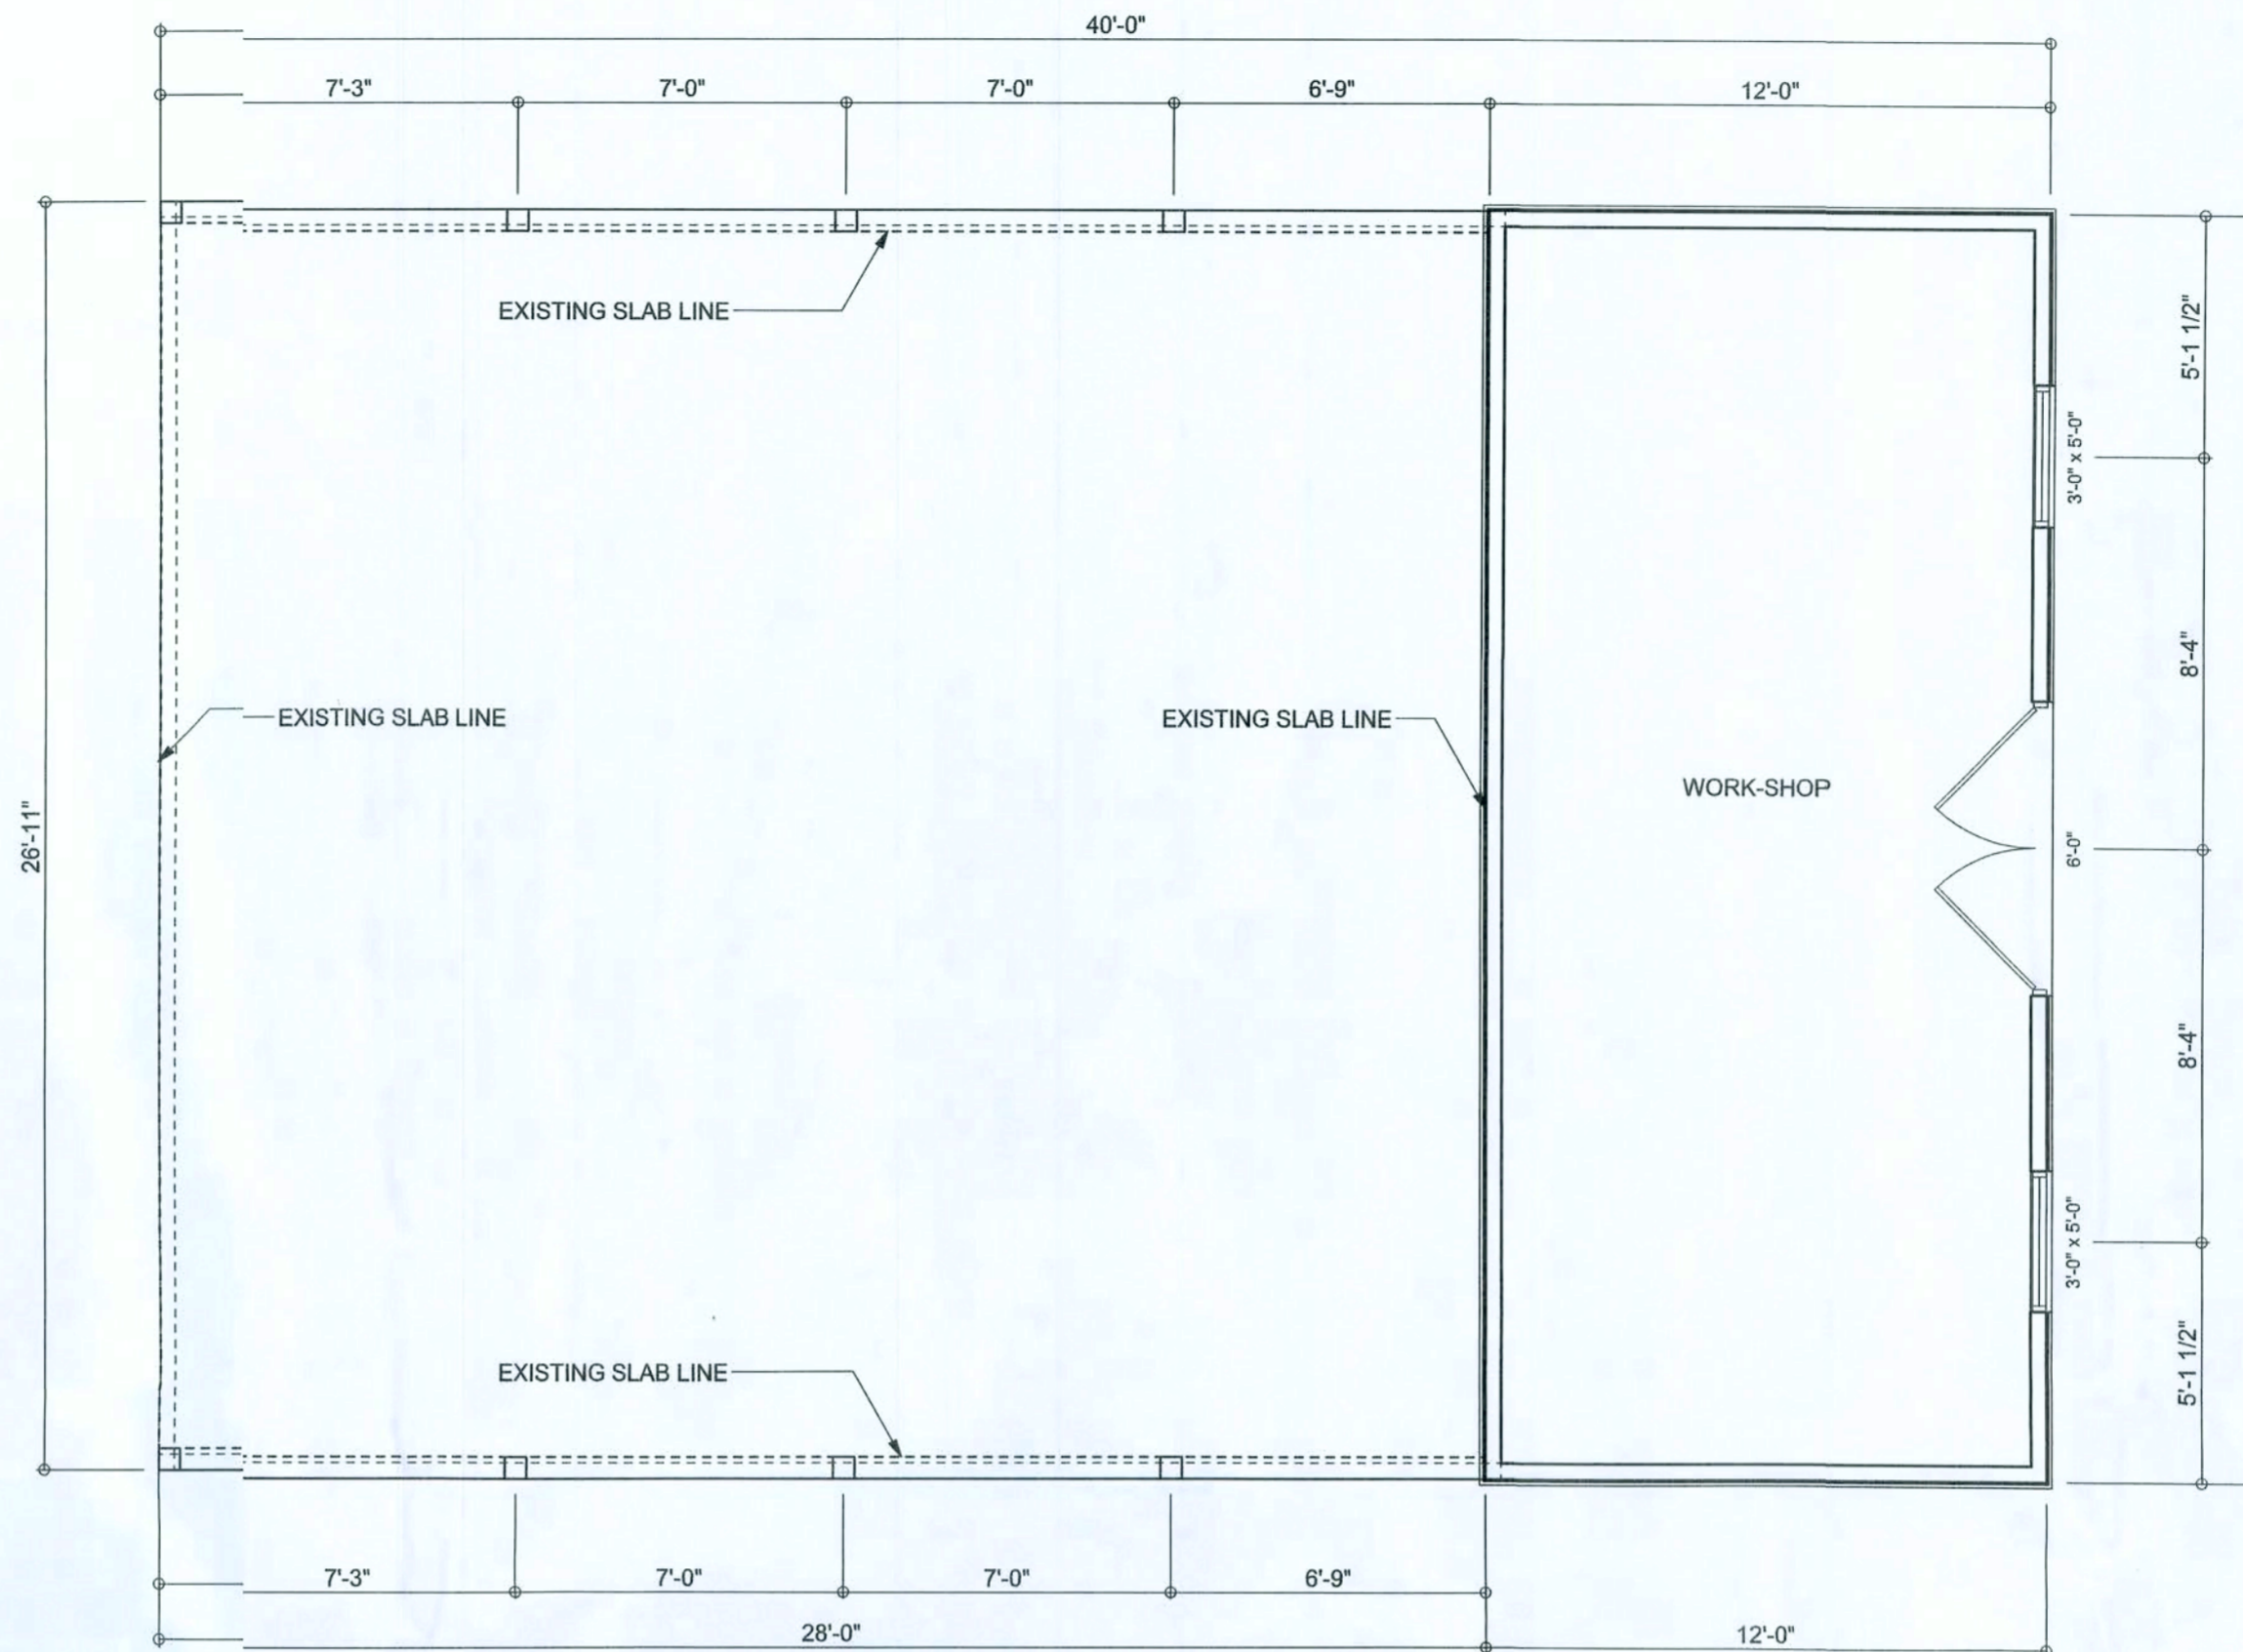 40'-0"
7'-3"
7'-0"
7'-0"
6'-9"
12'-0"
EXISTING SLAB LINE
5'-1 1/2"
3'-0" x 5'-0"
8'-4"
EXISTING SLAB LINE
EXISTING SLAB LINE
WORK-SHOP
26'-11"
6'-0"
8'-4"
3'-0" x 5'-0"
EXISTING SLAB LINE
5'-1 1/2"
7'-3"
7'-0"
7'-0"
6'-9"
28'-0"
12'-0"